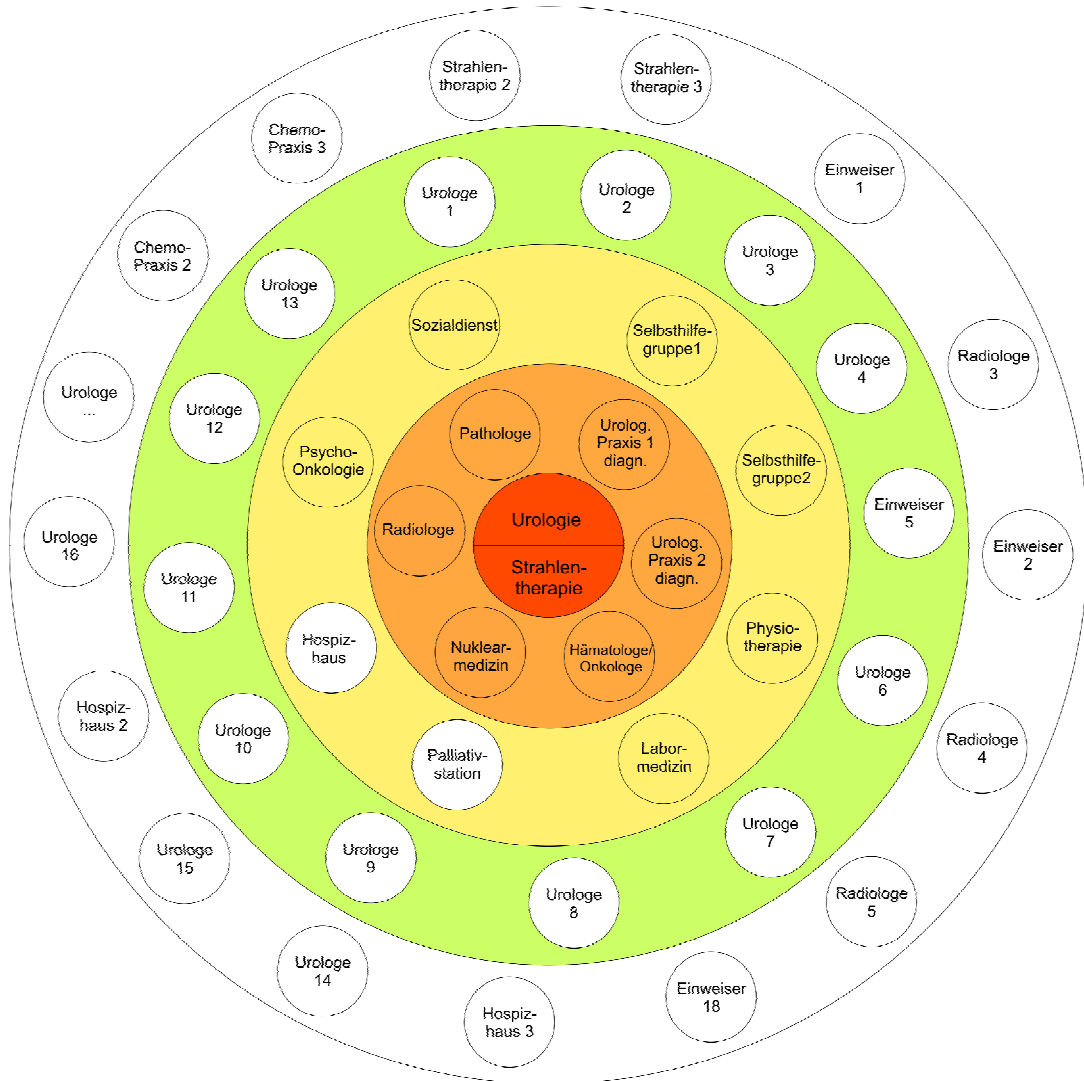 Strahlen-
therapie 2
Strahlen-
therapie 3
Chemo-
Praxis 3
Einweiser
1
Urologe
1
Urologe
2
Chemo-
Praxis 2
Urologe
3
Urologe
13
Sozialdienst
Selbsthilfe-
gruppe1
Urologe
4
Radiologe
3
Urologe
...
Urologe
12
Pathologe
Urolog.
Praxis 1
diagn.
Psycho-
Onkologie
Selbsthilfe-
gruppe2
Einweiser
5
Urologie
Radiologe
Urologe
16
Urolog.
Praxis 2
diagn.
Einweiser
2
Strahlen-
therapie
Urologe
11
Hospiz-
haus
Nuklear-
medizin
Hämatologe/
Onkologe
Physio-
therapie
Urologe
6
Hospiz-
haus 2
Urologe
10
Palliativ-
station
Labor-
medizin
Radiologe
4
Urologe
7
Urologe
15
Urologe
9
Urologe
8
Radiologe
5
Urologe
14
Hospiz-
haus 3
Einweiser
18